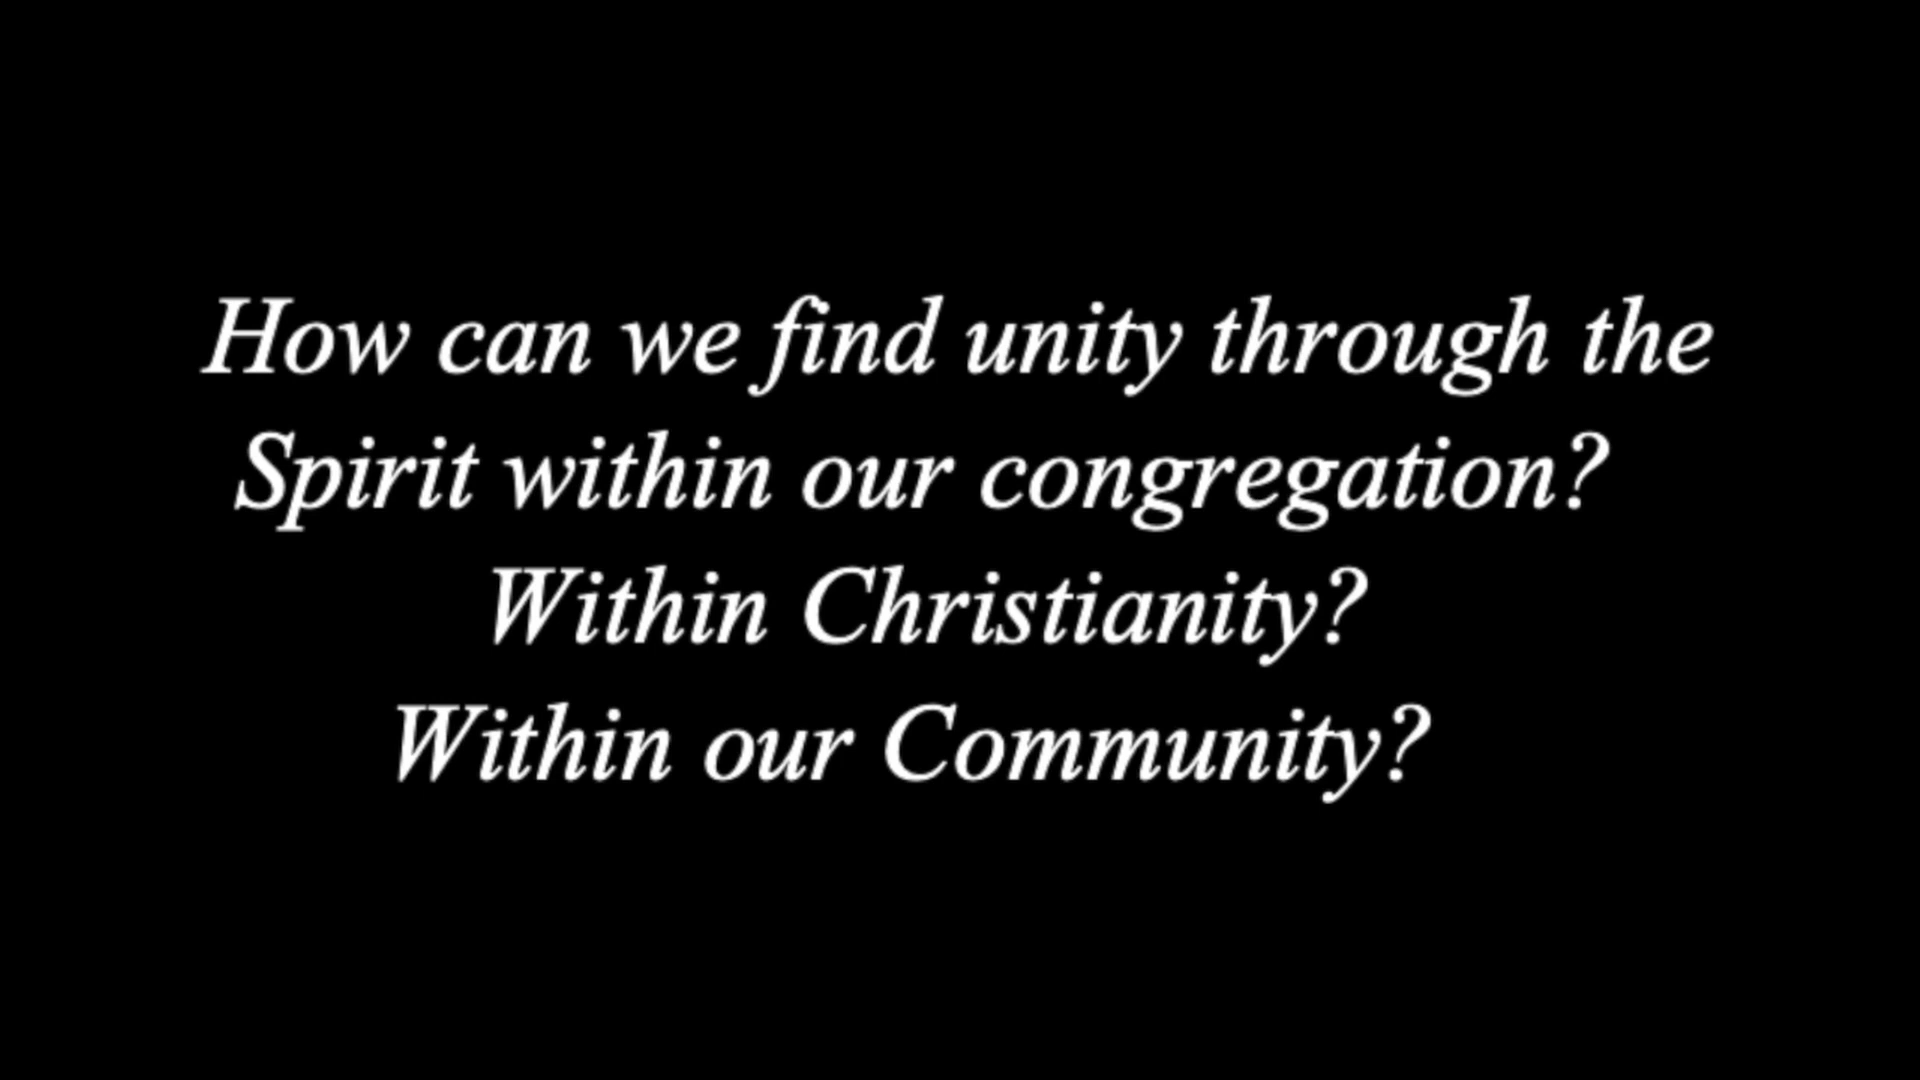 How can we find unity through the
Spirit within our congregation?
Within Christianity?
Within our Community?